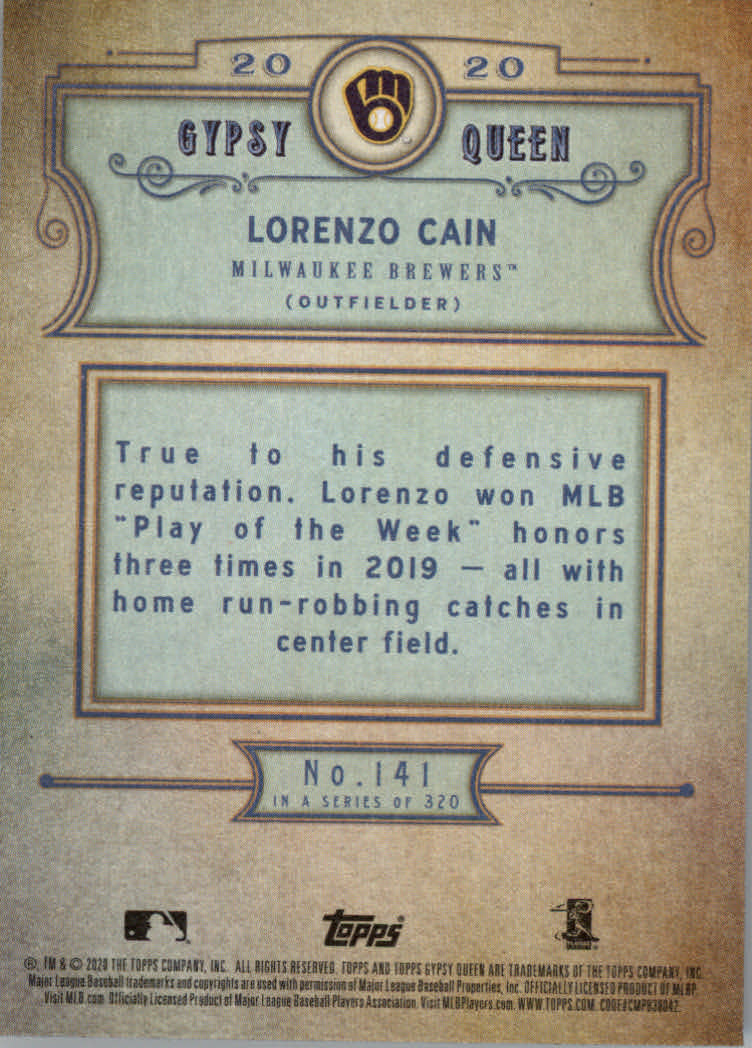 20 20
GYPSY QUEEN
LORENZO CAIN
MILWAUKEE BREWERS™
(OUTFIELDER)
True to his defensive
reputation. Lorenzo won MLB
"Play of the Week" honors
three times in 2019 — all with
home run-robbing catches in
center field.
No. 141
IN A SERIES OF 320
Topps®
®, TM & © 2020 THE TOPPS COMPANY, INC. ALL RIGHTS RESERVED. TOPPS AND TOPPS GYPSY QUEEN ARE TRADEMARKS OF THE TOPPS COMPANY, INC.
Major League Baseball trademarks and copyrights are used with permission of Major League Baseball Properties, Inc. OFFICIALLY LICENSED PRODUCT OF MLBP.
Visit MLB.com. Officially Licensed Product of Major League Baseball Players Association. Visit MLBPlayers.com. WWW.TOPPS.COM. CODE#CMP838042.